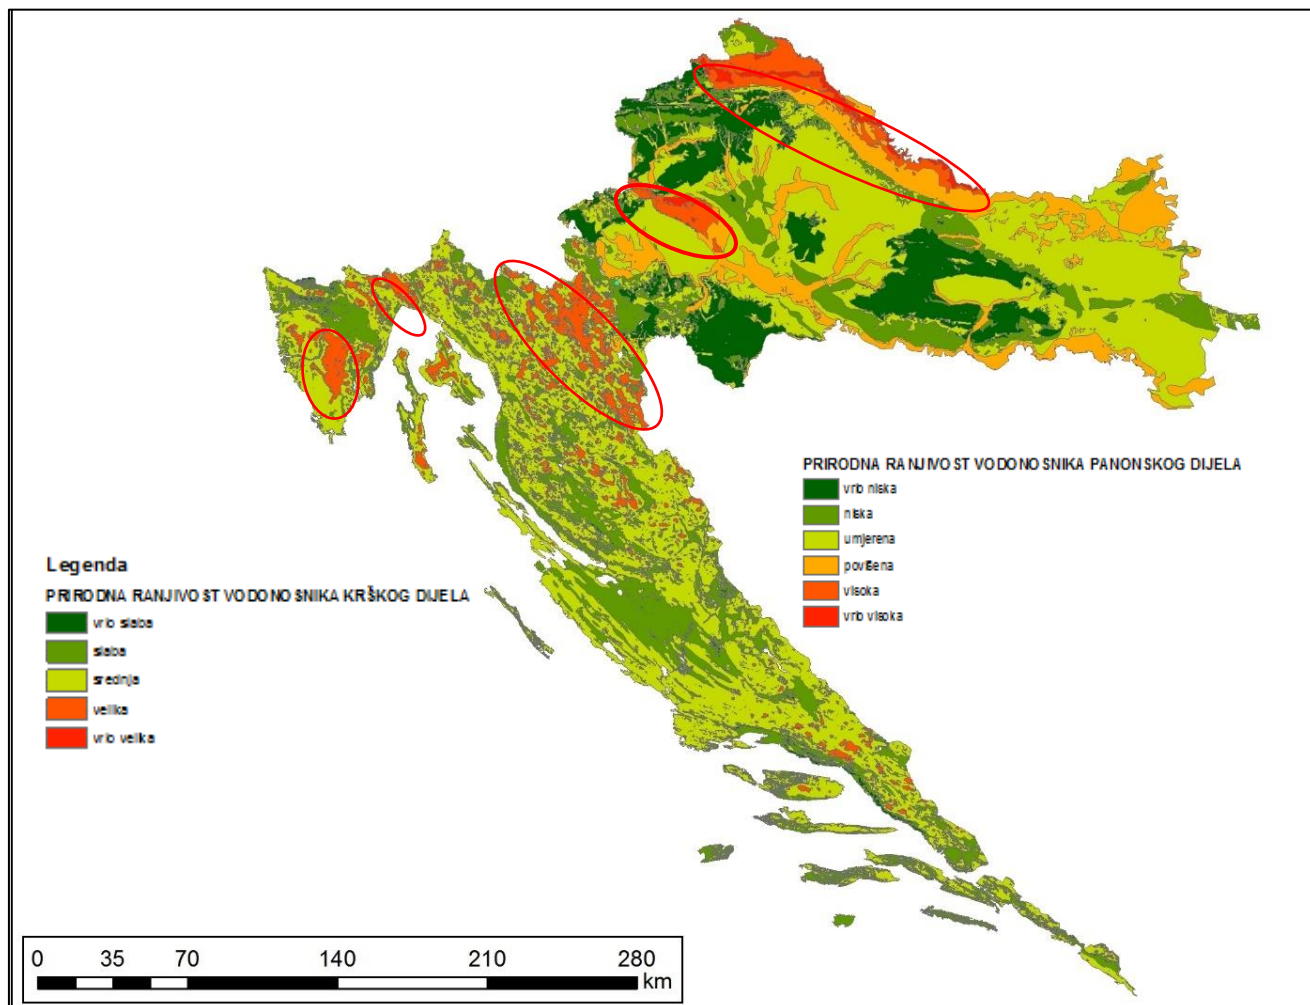 PRIRODNA RANJIVOST VODONOSNIKA PANONSKOG DIJELA
vrlo niska
niska
umjerena
povišena
visoka
vrlo visoka
Legenda
PRIRODNA RANJIVOST VODONOSNIKA KRŠKOG DIJELA
vrlo slaba
slaba
srednja
velika
vrlo velika
0 35 70 140 210 280
km